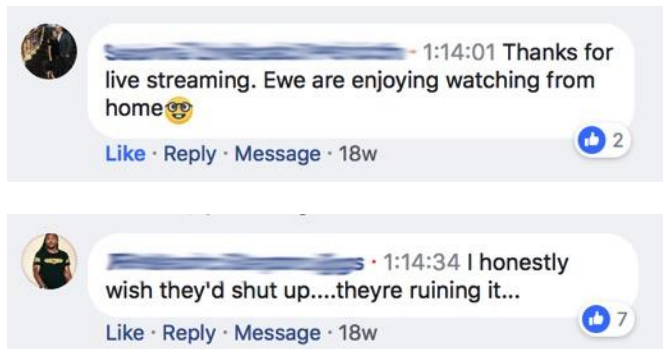 1:14:01 Thanks for
live streaming. Ewe are enjoying watching from
home🤓
2
Like · Reply · Message · 18w
1:14:34 I honestly
wish they'd shut up....theyre ruining it...
7
Like · Reply · Message · 18w